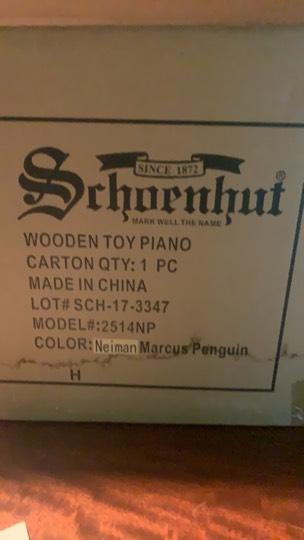 SINCE 1872
Schoenhut®
MARK WELL THE NAME
WOODEN TOY PIANO
CARTON QTY: 1 PC
MADE IN CHINA
LOT# SCH-17-3347
MODEL#:2514NP
COLOR: Neiman Marcus Penguin
H